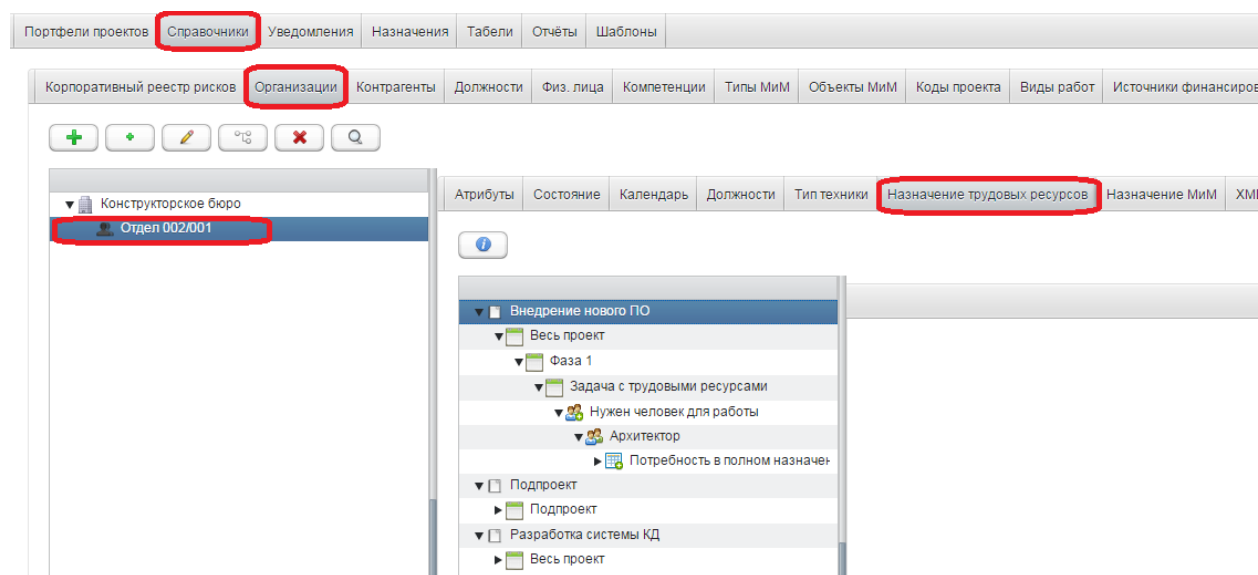 Портфели проектов Справочники Уведомления Назначения Табели Отчёты Шаблоны
Корпоративный реестр рисков Организации Контрагенты Должности Физ. лица Компетенции Типы МиМ Объекты МиМ Коды проекта Виды работ Источники финансиров
Атрибуты Состояние Календарь Должности Тип техники Назначение трудовых ресурсов Назначение МиМ XM
Конструкторское бюро
Отдел 002/001
Внедрение нового ПО
Весь проект
Фаза 1
Задача с трудовыми ресурсами
Нужен человек для работы
Архитектор
Потребность в полном назначен
Подпроект
Подпроект
Разработка системы КД
Весь проект